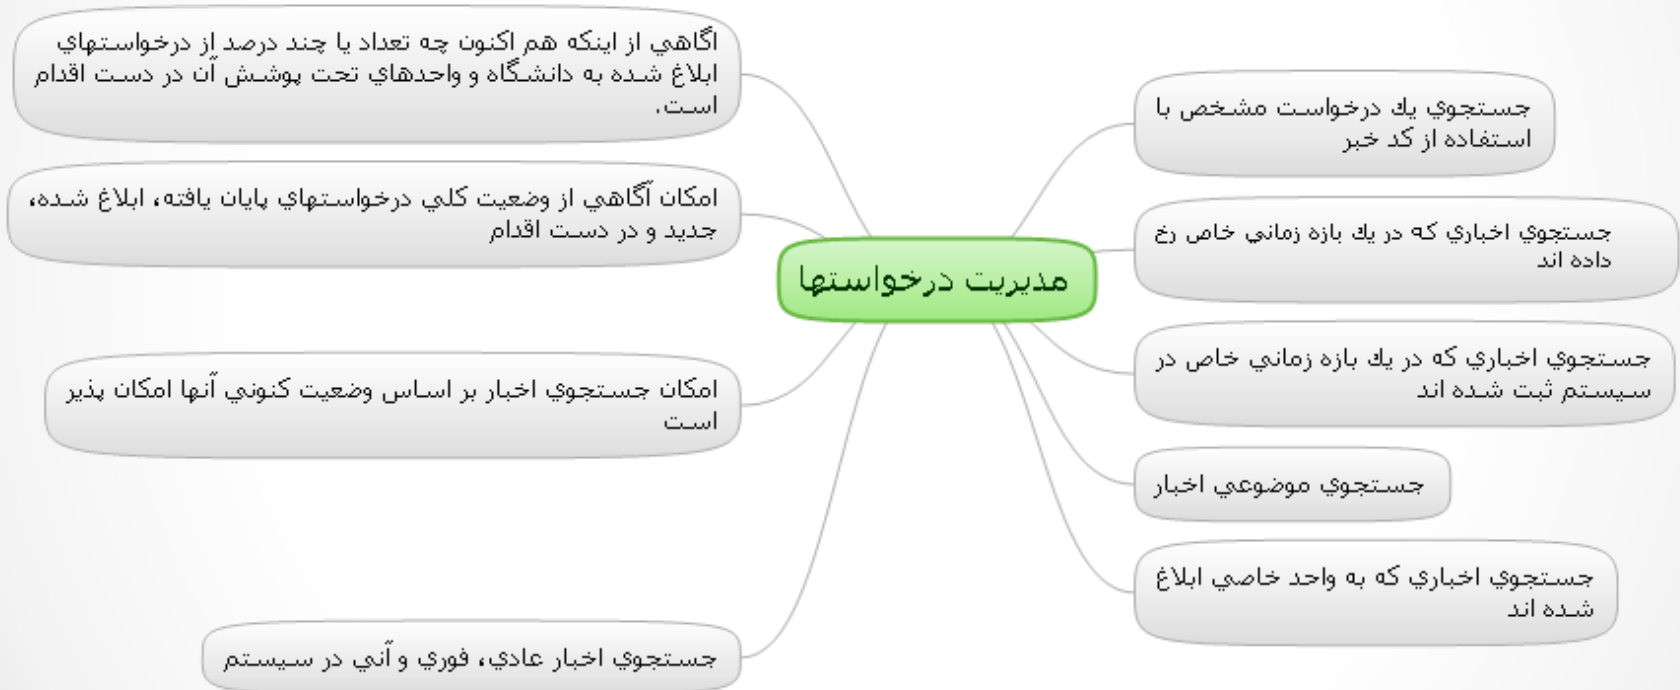 مديريت درخواستها
جستجوي يك درخواست مشخص با
استفاده از كد خبر
جستجوي اخباري كه در يك بازه زماني خاص رخ
داده اند
جستجوي اخباري كه در يك بازه زماني خاص در
سيستم ثبت شده اند
جستجوي موضوعي اخبار
جستجوي اخباري كه به واحد خاصي ابلاغ
شده اند
اگاهي از اينكه هم اكنون چه تعداد يا چند درصد از درخواستهاي
ابلاغ شده به دانشگاه و واحدهاي تحت پوشش آن در دست اقدام
است.
امكان آگاهي از وضعيت كلي درخواستهاي پايان يافته، ابلاغ شده،
جديد و در دست اقدام
امكان جستجوي اخبار بر اساس وضعيت كنوني آنها امكان پذير
است
جستجوي اخبار عادي، فوري و آني در سيستم